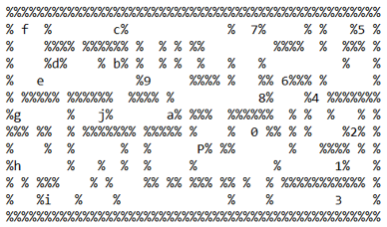 %%%%%%%%%%%%%%%%%%%%%%%%%%%%%%%%%%%%%%%%%%%%%%%%%
% f  %        c%             %  7%     % %   %5 %
%    %%%% %%%%%% %  % % %%         %%%%  %  %%% %
%    %d%    % b% %  % %  %   %   %          %   %
%   e            %9     %%%% %   %% 6%%% %      %
% %%%%% %%%%%%  %%%% %           8%    %4 %%%%%%%
%g      %   j%       a% %%%  %%%%%% % %  %  % % %
%%% %%  % %%%%%%%% %%%%% %   %  0 %% % %    %2% %
%    % %  %      %  %    P% %%         %  %%%% % %
%h      %  %  % %  %     %         %       1%   %
% % %%%    % %    %% %% %%% %% % %  %%%%%%%%%%% %
%   %i   %    %              %    %        3    %
%%%%%%%%%%%%%%%%%%%%%%%%%%%%%%%%%%%%%%%%%%%%%%%%%